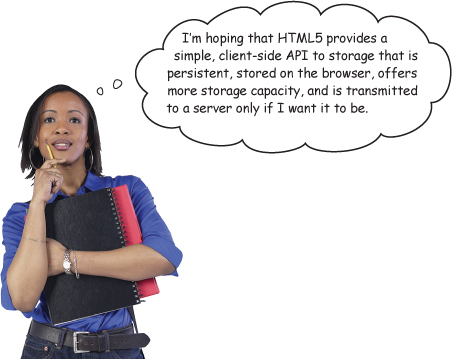 I'm hoping that HTML5 provides a
simple, client-side API to storage that is
persistent, stored on the browser, offers
more storage capacity, and is transmitted
to a server only if I want it to be.